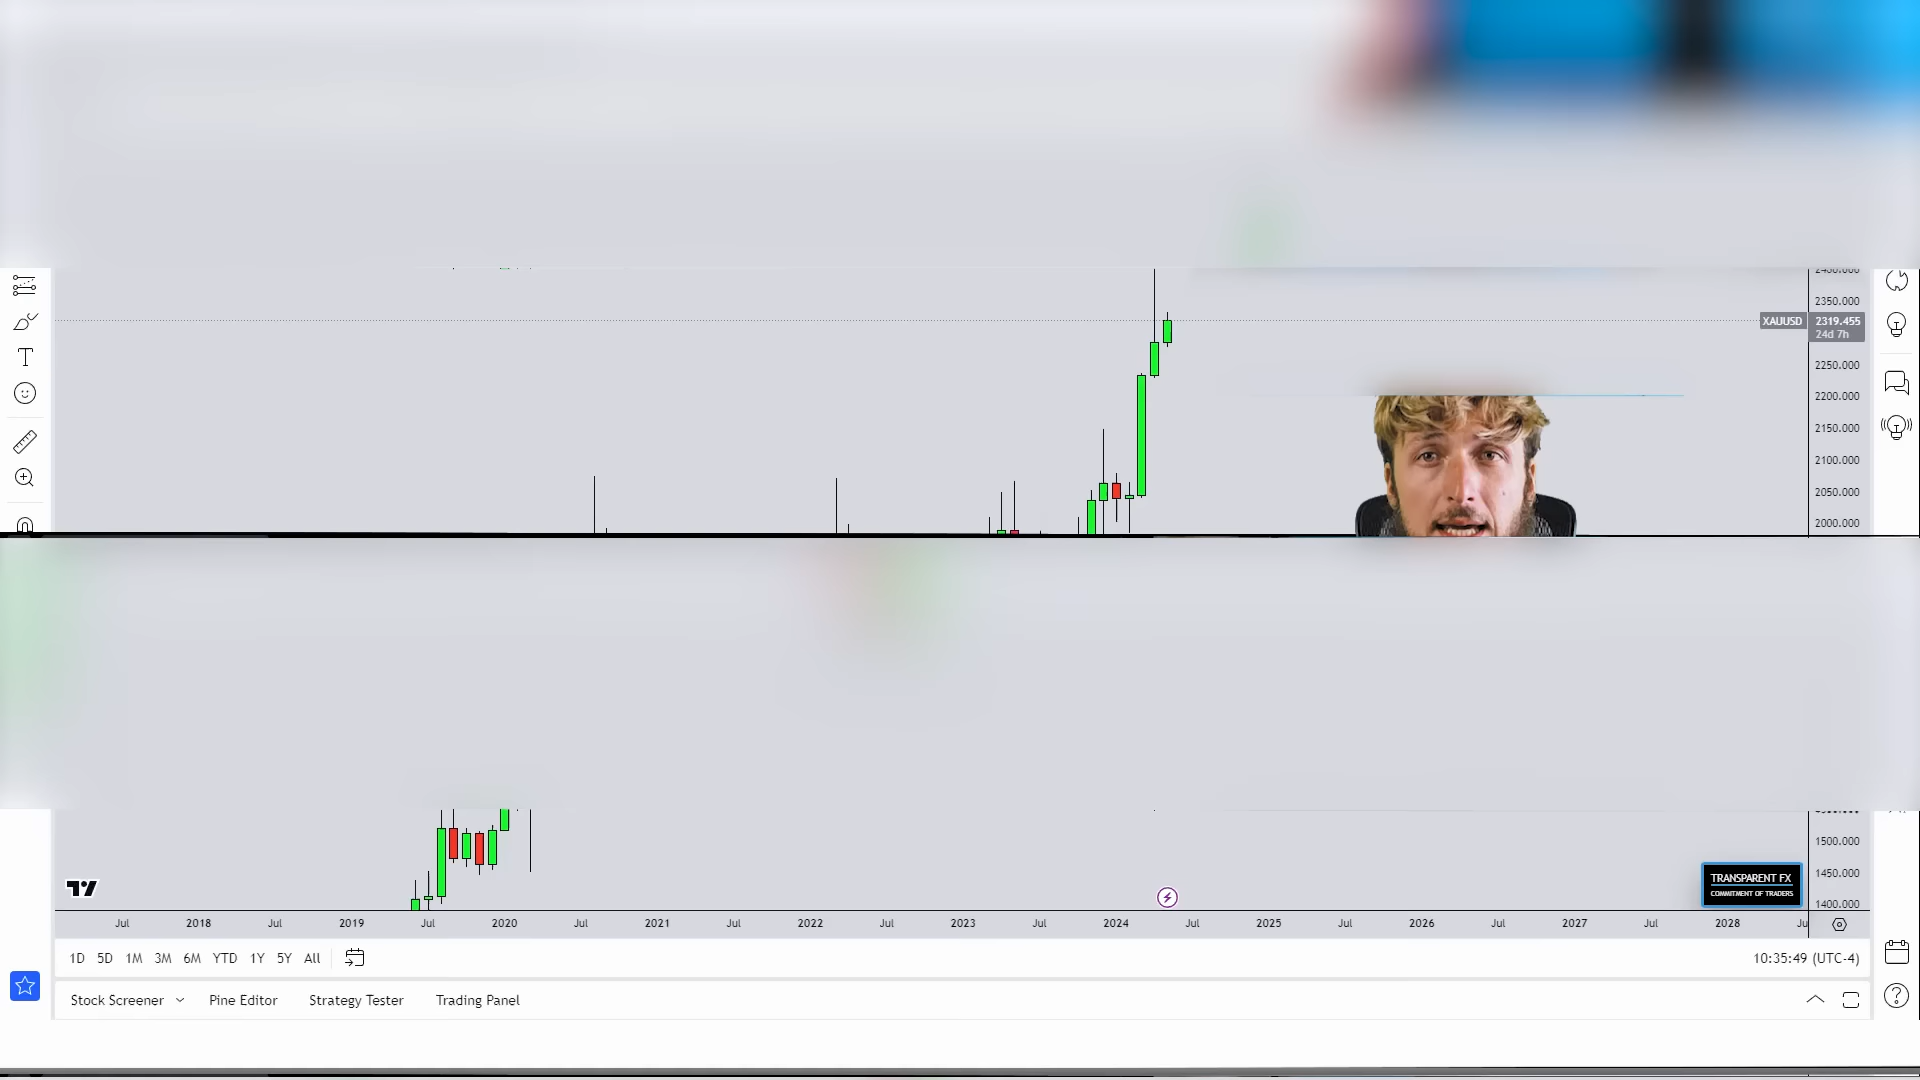 2350.000
XAUUSD 2319.455
24d 7h
2250.000
2200.000
2150.000
2100.000
2050.000
2000.000
1500.000
1450.000
1400.000
TRANSPARENT FX
COMMITMENT OF TRADERS
Jul 2018 Jul 2019 Jul 2020 Jul 2021 Jul 2022 Jul 2023 Jul 2024 Jul 2025 Jul 2026 Jul 2027 Jul 2028 Ju
1D 5D 1M 3M 6M YTD 1Y 5Y All 10:35:49 (UTC-4)
Stock Screener Pine Editor Strategy Tester Trading Panel